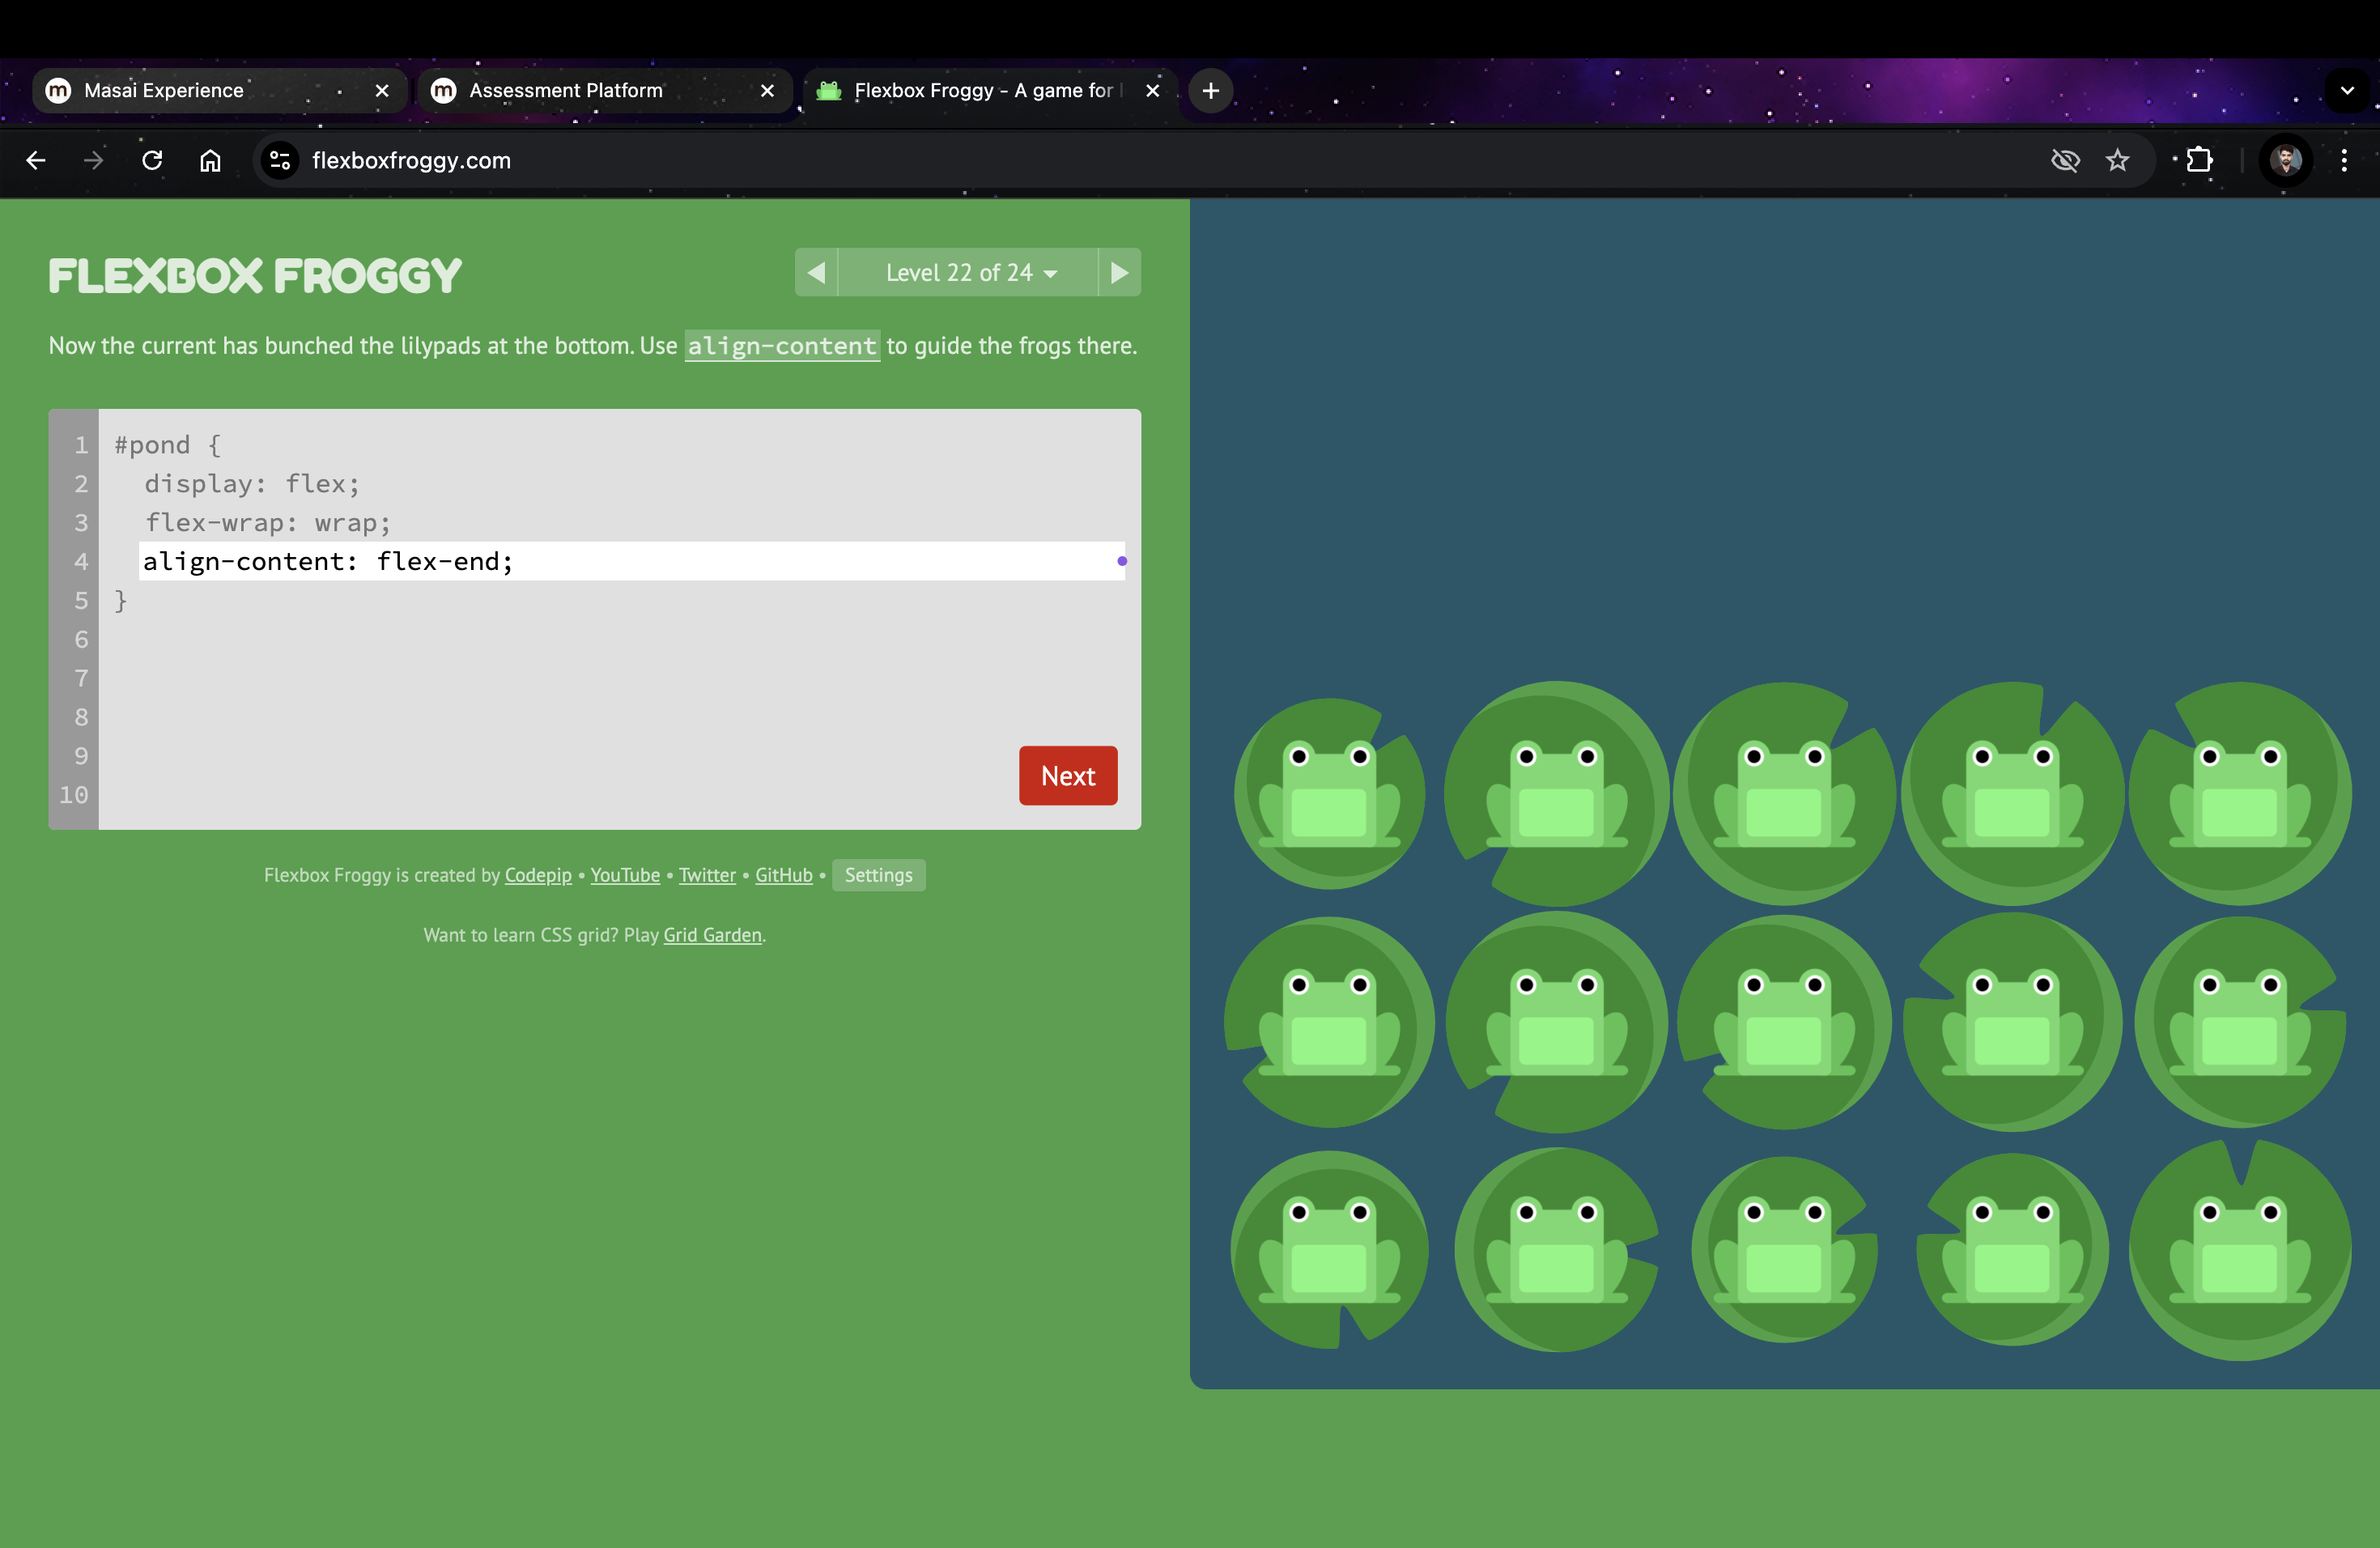 Masai Experience
Assessment Platform
Flexbox Froggy - A game for
flexboxfroggy.com
FLEXBOX FROGGY
Level 22 of 24
Now the current has bunched the lilypads at the bottom. Use align-content to guide the frogs there.
1 #pond {
2 display: flex;
3 flex-wrap: wrap;
4 align-content: flex-end;
5 }
6
7
8
9
10
Next
Flexbox Froggy is created by Codepip • YouTube • Twitter • GitHub • Settings
Want to learn CSS grid? Play Grid Garden.